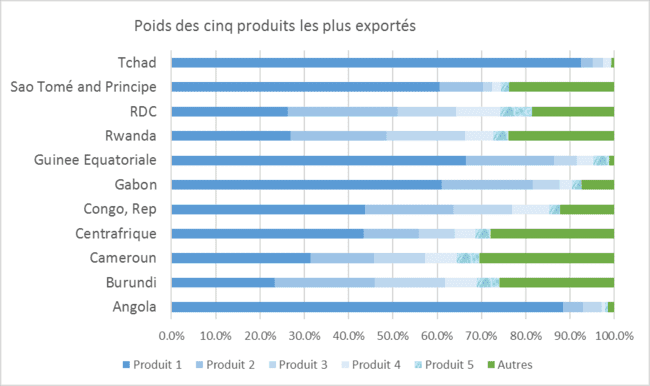 Poids des cinq produits les plus exportés
Tchad
Sao Tomé and Principe
RDC
Rwanda
Guinee Equatoriale
Gabon
Congo, Rep
Centrafrique
Cameroun
Burundi
Angola
0.0% 10.0% 20.0% 30.0% 40.0% 50.0% 60.0% 70.0% 80.0% 90.0% 100.0%
Produit 1 Produit 2 Produit 3 Produit 4 Produit 5 Autres